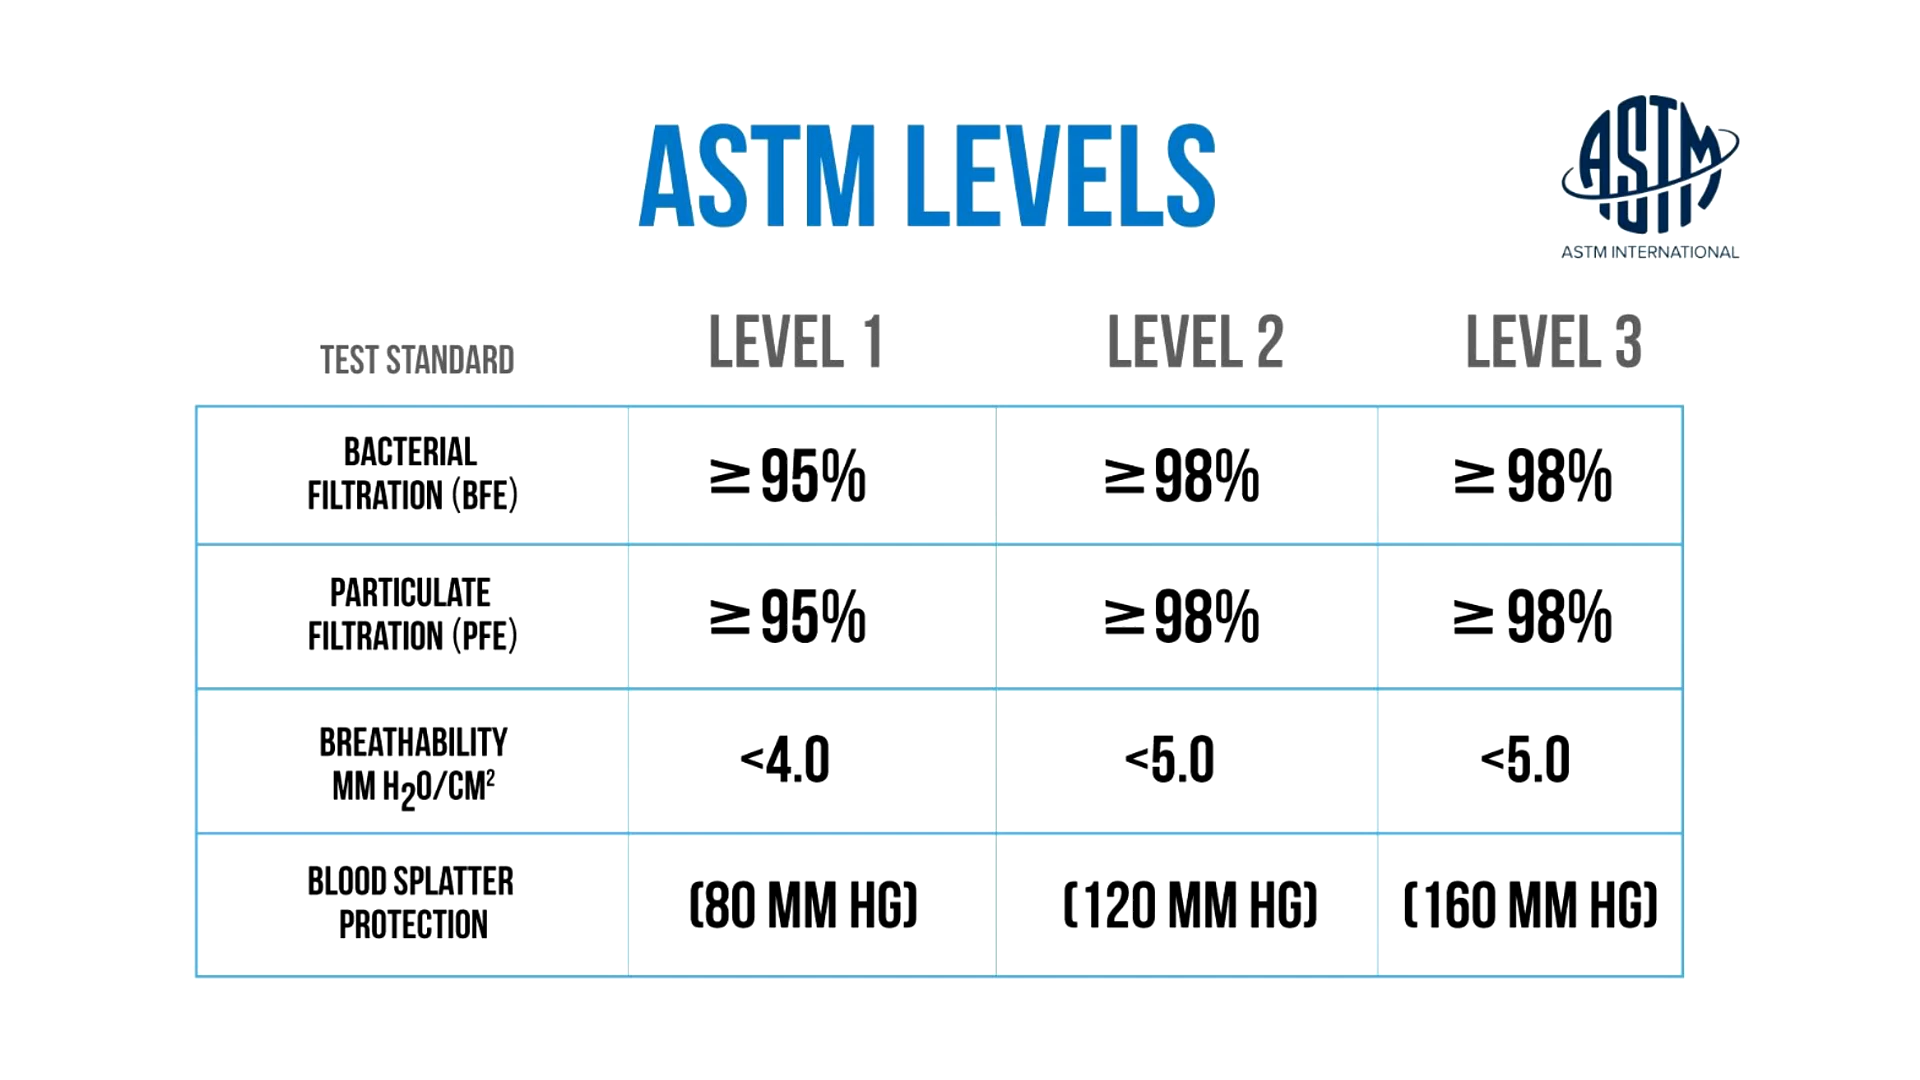 ASTM LEVELS
ASTM
ASTM INTERNATIONAL
TEST STANDARD LEVEL 1 LEVEL 2 LEVEL 3
BACTERIAL
FILTRATION (BFE)
≥ 95% ≥ 98% ≥ 98%
PARTICULATE
FILTRATION (PFE)
≥ 95% ≥ 98% ≥ 98%
BREATHABILITY
MM H₂O/CM²
<4.0 <5.0 <5.0
BLOOD SPLATTER
PROTECTION
(80 MM HG) (120 MM HG) (160 MM HG)